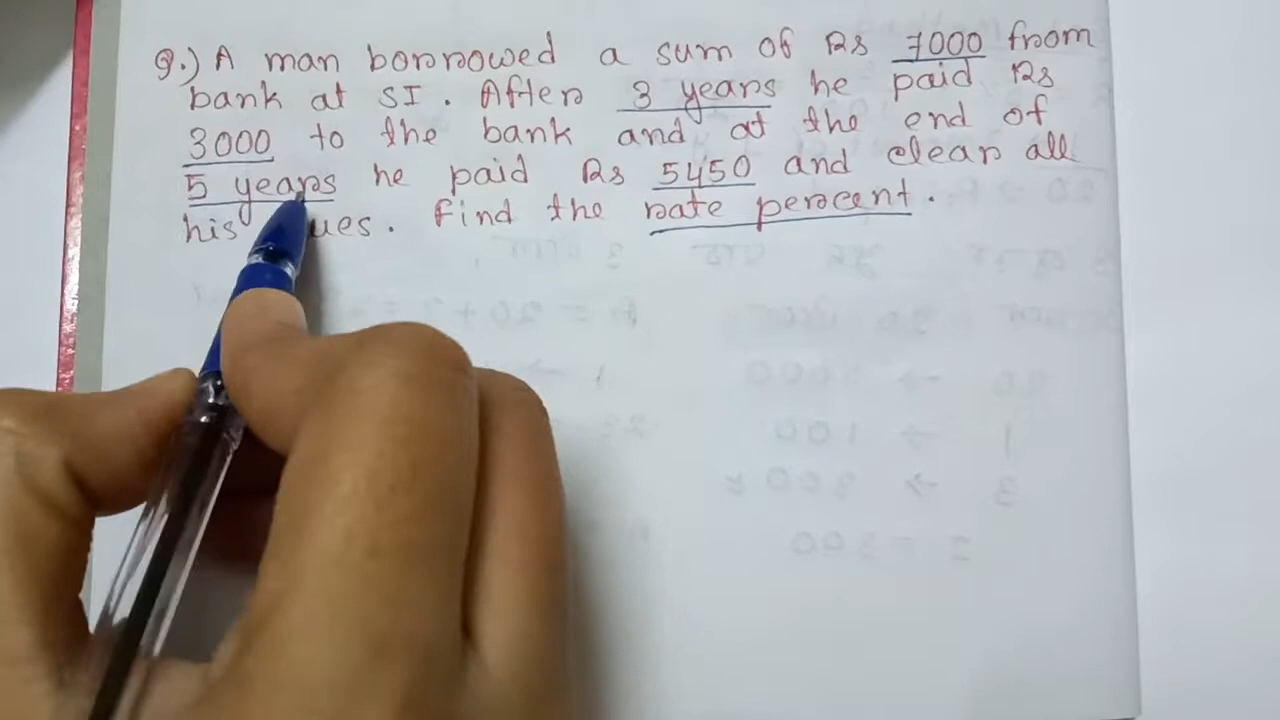 Q.) A man borrowed a sum of Rs 7000 from
bank at SI. After 3 years he paid Rs
3000 to the bank and at the end of
5 years he paid Rs 5450 and clear all
his ues. Find the rate percent.